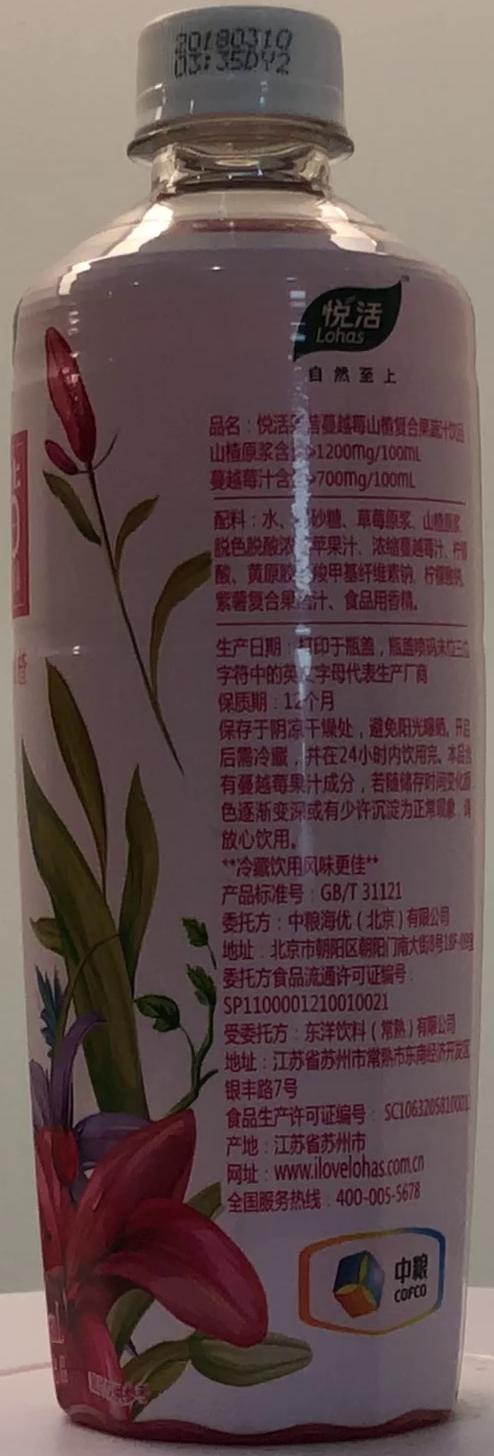 20180310
03:35DY2
悦活
Lohas
自然至上
品名：悦活 蔓越莓山楂复合果蔬汁饮品
山楂原浆含 ≥1200mg/100mL
蔓越莓汁含 ≥700mg/100mL
配料：水、 砂糖、草莓原浆、山楂原浆、
脱色脱酸浓 苹果汁、浓缩蔓越莓汁、柠檬
酸、黄原胶 羧甲基纤维素钠、柠檬酸钠、
紫薯复合果 汁、食品用香精。
生产日期： 打印于瓶盖，瓶盖喷码末位三位
字符中的英文字母代表生产厂商
保质期：12个月
保存于阴凉干燥处，避免阳光曝晒。开启
后需冷藏，并在24小时内饮用完。本品含
有蔓越莓果汁成分，若随储存时间变化颜
色逐渐变深或有少许沉淀为正常现象，请
放心饮用。
**冷藏饮用风味更佳**
产品标准号：GB/T 31121
委托方：中粮海优（北京）有限公司
地址：北京市朝阳区朝阳门南大街8号
委托方食品流通许可证编号：
SP1100001210010021
受委托方：东洋饮料（常熟）有限公司
地址：江苏省苏州市常熟市东南经济开发区
银丰路7号
食品生产许可证编号：
产地：江苏省苏州市
网址：www.ilovelohas.com.cn
全国服务热线：400-005-5678
中粮
COFCO